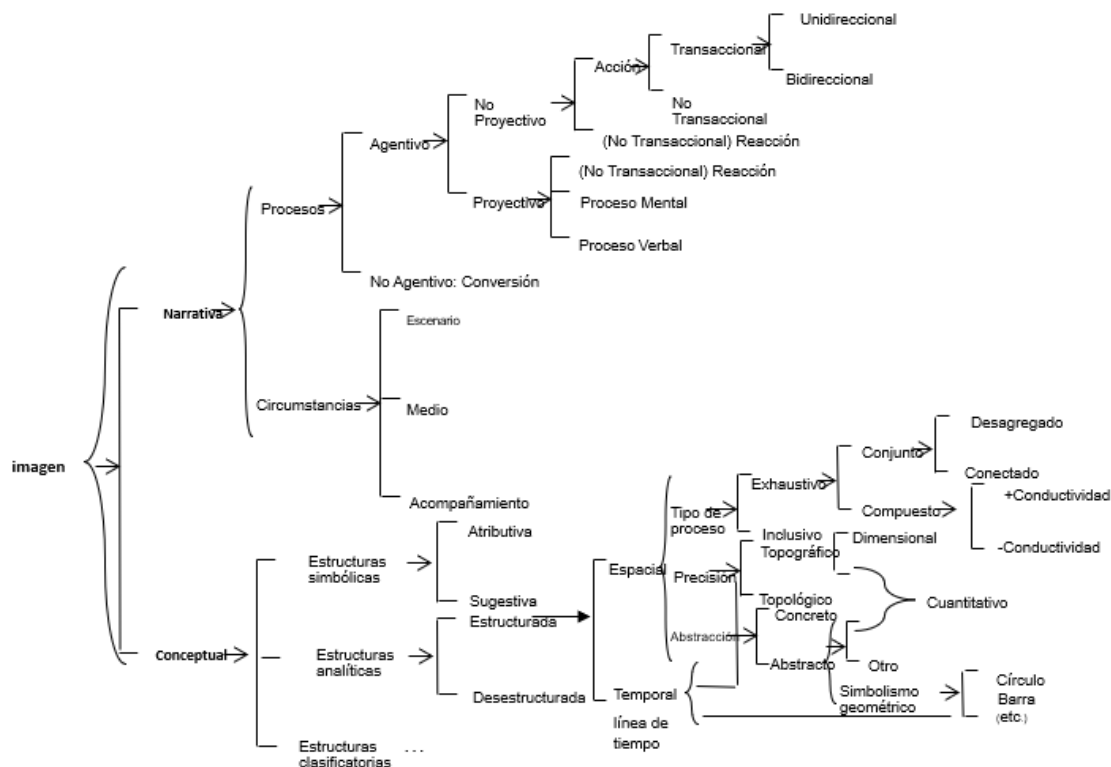 Unidireccional
Acción
Transaccional
Bidireccional
No
Proyectivo
No
Transaccional
Agentivo
(No Transaccional) Reacción
(No Transaccional) Reacción
Procesos
Proyectivo
Proceso Mental
Proceso Verbal
No Agentivo: Conversión
Narrativa
Escenario
Circumstancias
Medio
Desagregado
imagen
Conjunto
Conectado
Exhaustivo
+Conductividad
Acompañamiento
Tipo de
proceso
Compuesto
Atributiva
Inclusivo
Dimensional
Topográfico
-Conductividad
Estructuras
simbólicas
Espacial
Precisión
Sugestiva
Topológico
Cuantitativo
Estructurada
Concreto
Abstracción
Conceptual
Estructuras
analíticas
Abstracto
Otro
Desestructurada
Temporal
Simbolismo
geométrico
Círculo
Barra
(etc.)
línea de
tiempo
Estructuras
clasificatorias
...